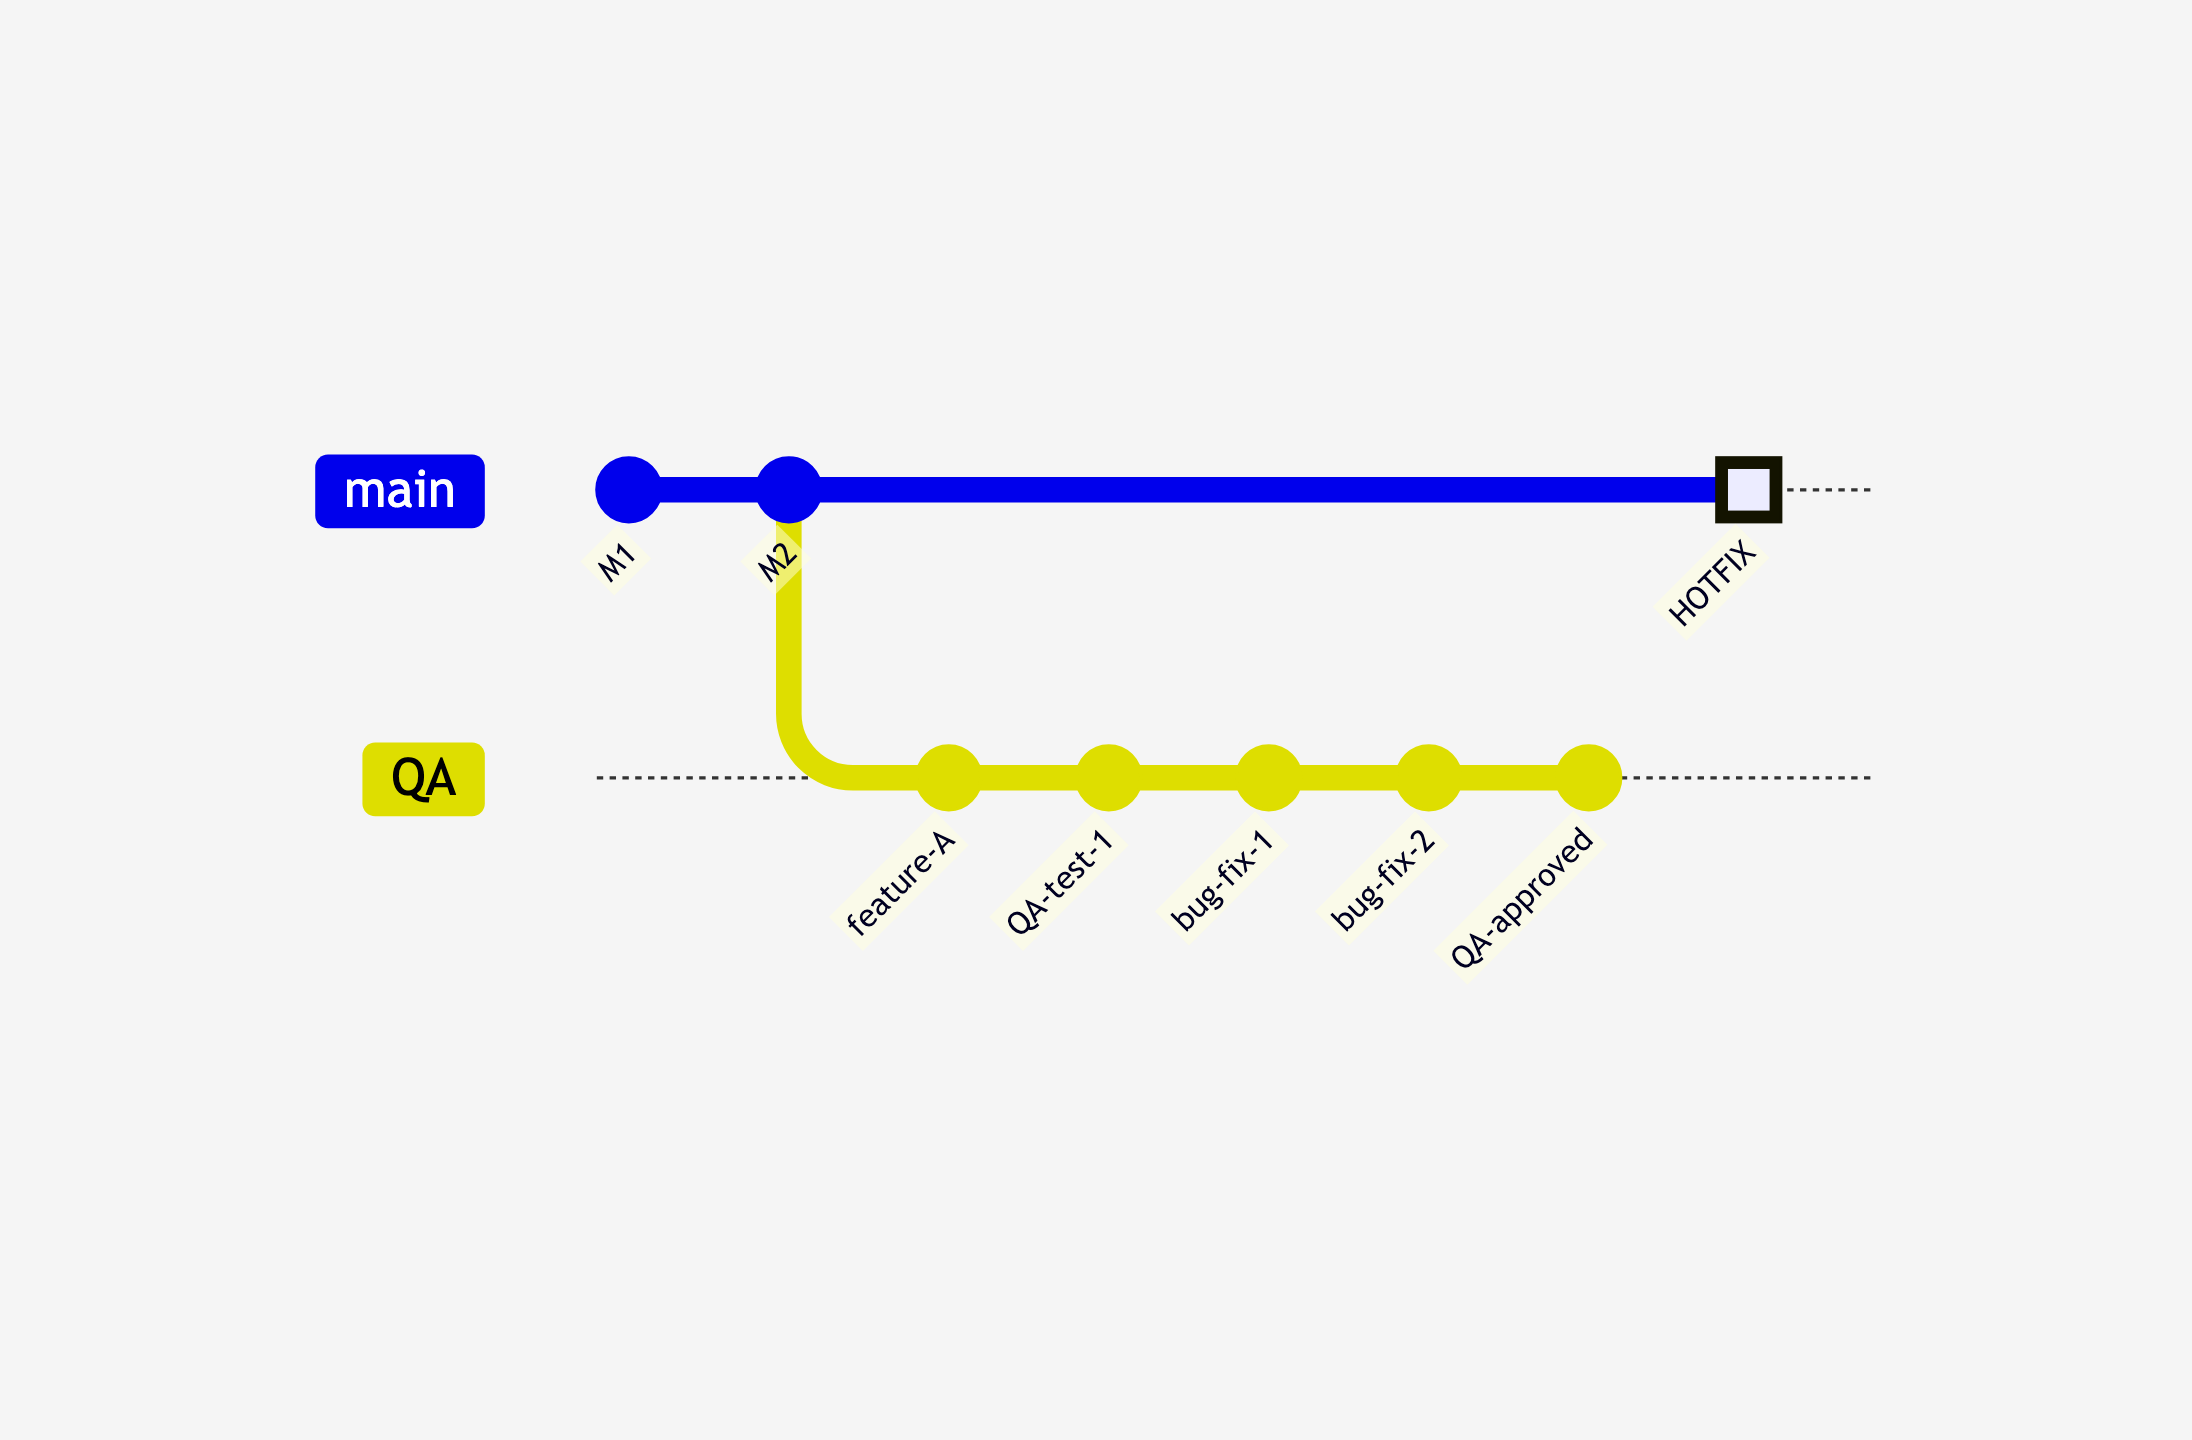 main
M1
M2
HOTFIX
QA
feature-A
QA-test-1
bug-fix-1
bug-fix-2
QA-approved